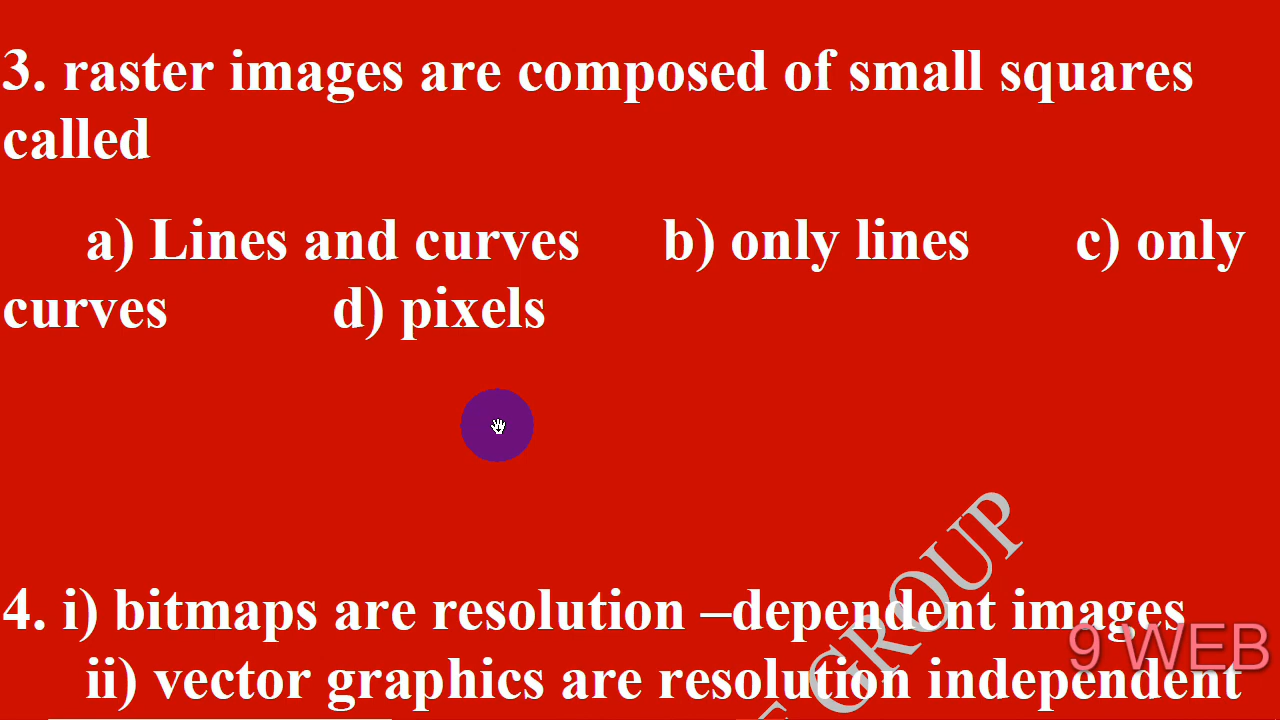 3. raster images are composed of small squares
called
a) Lines and curves b) only lines c) only
curves d) pixels
4. i) bitmaps are resolution –dependent images
ii) vector graphics are resolution independent
GROUP
9 WEB